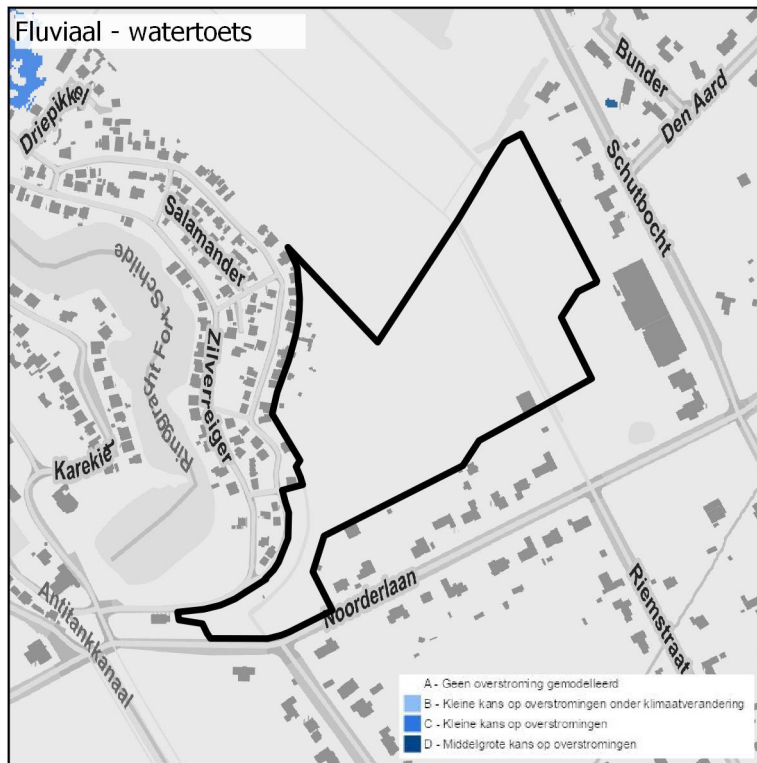 Fluviaal - watertoets
Bunder
Den Aard
Driepikkel
Schutbocht
Salamander
Ringgracht Fort Schilde
Zilverreiger
Karekiet
Antitankkanaal
Noorderlaan
Riemstraat
A - Geen overstroming gemodelleerd
B - Kleine kans op overstromingen onder klimaatverandering
C - Kleine kans op overstromingen
D - Middelgrote kans op overstromingen